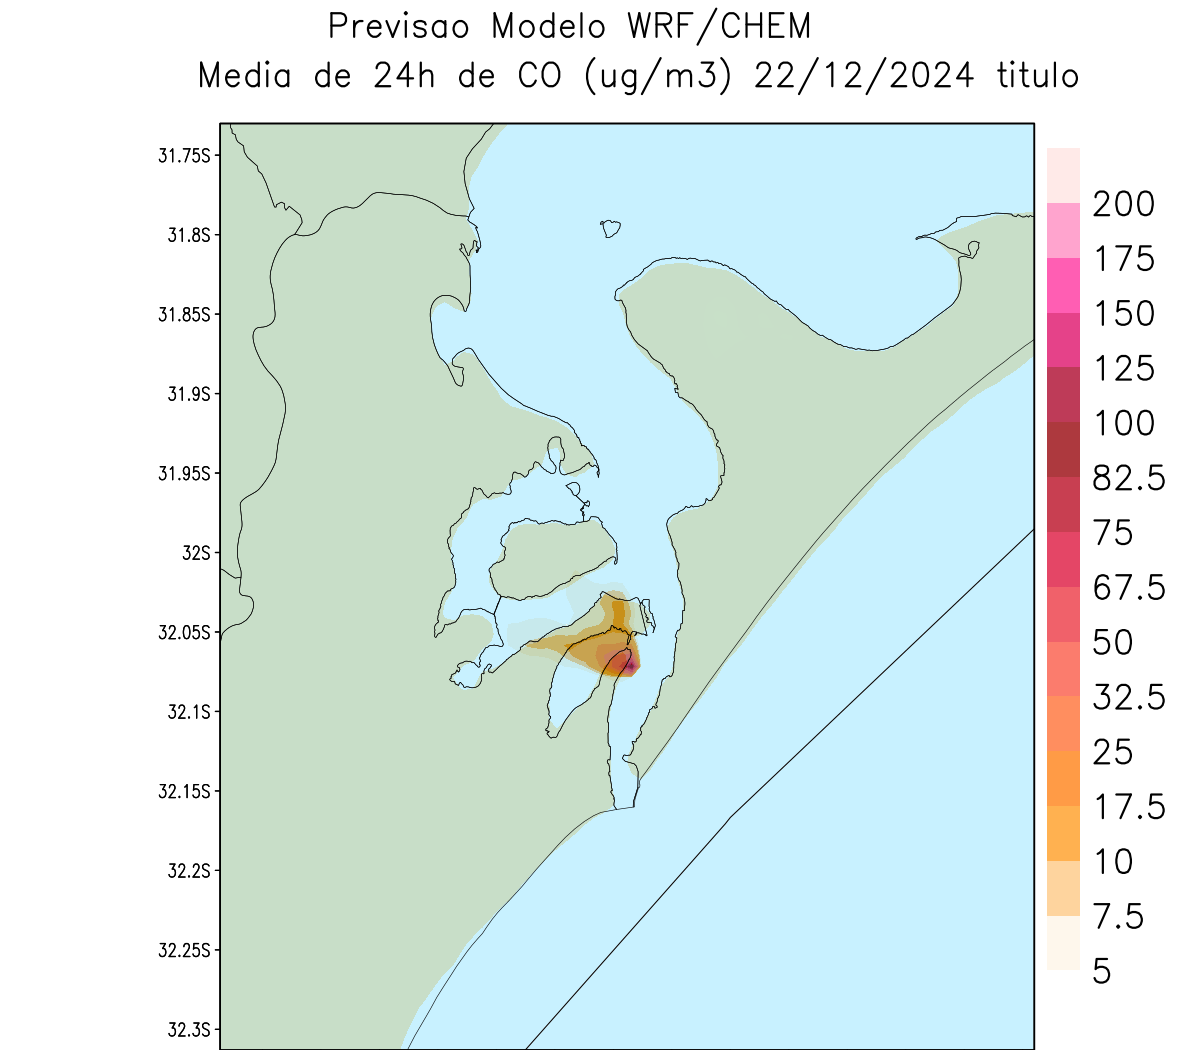 Previsao Modelo WRF/CHEM
Media de 24h de CO (ug/m3) 22/12/2024 titulo
31.75S
31.8S
31.85S
31.9S
31.95S
32S
32.05S
32.1S
32.15S
32.2S
32.25S
32.3S
200
175
150
125
100
82.5
75
67.5
50
32.5
25
17.5
10
7.5
5